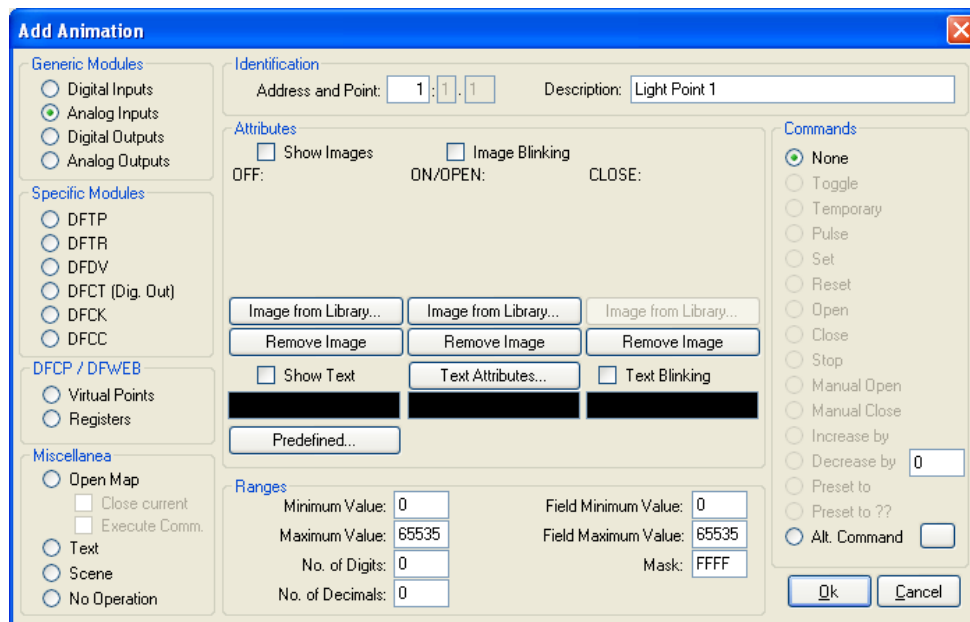 Add Animation
Generic Modules
Digital Inputs
Analog Inputs
Digital Outputs
Analog Outputs
Specific Modules
DFTP
DFTR
DFDV
DFCT (Dig. Out)
DFCK
DFCC
DFCP / DFWEB
Virtual Points
Registers
Miscellanea
Open Map
Close current
Execute Comm.
Text
Scene
No Operation
Identification
Address and Point: 1 : 1 . 1 Description: Light Point 1
Attributes
Show Images Image Blinking
OFF: ON/OPEN: CLOSE:
Image from Library... Image from Library... Image from Library...
Remove Image Remove Image Remove Image
Show Text Text Attributes... Text Blinking
Predefined...
Ranges
Minimum Value: 0 Field Minimum Value: 0
Maximum Value: 65535 Field Maximum Value: 65535
No. of Digits: 0 Mask: FFFF
No. of Decimals: 0
Commands
None
Toggle
Temporary
Pulse
Set
Reset
Open
Close
Stop
Manual Open
Manual Close
Increase by
Decrease by 0
Preset to
Preset to ??
Alt. Command
Ok Cancel